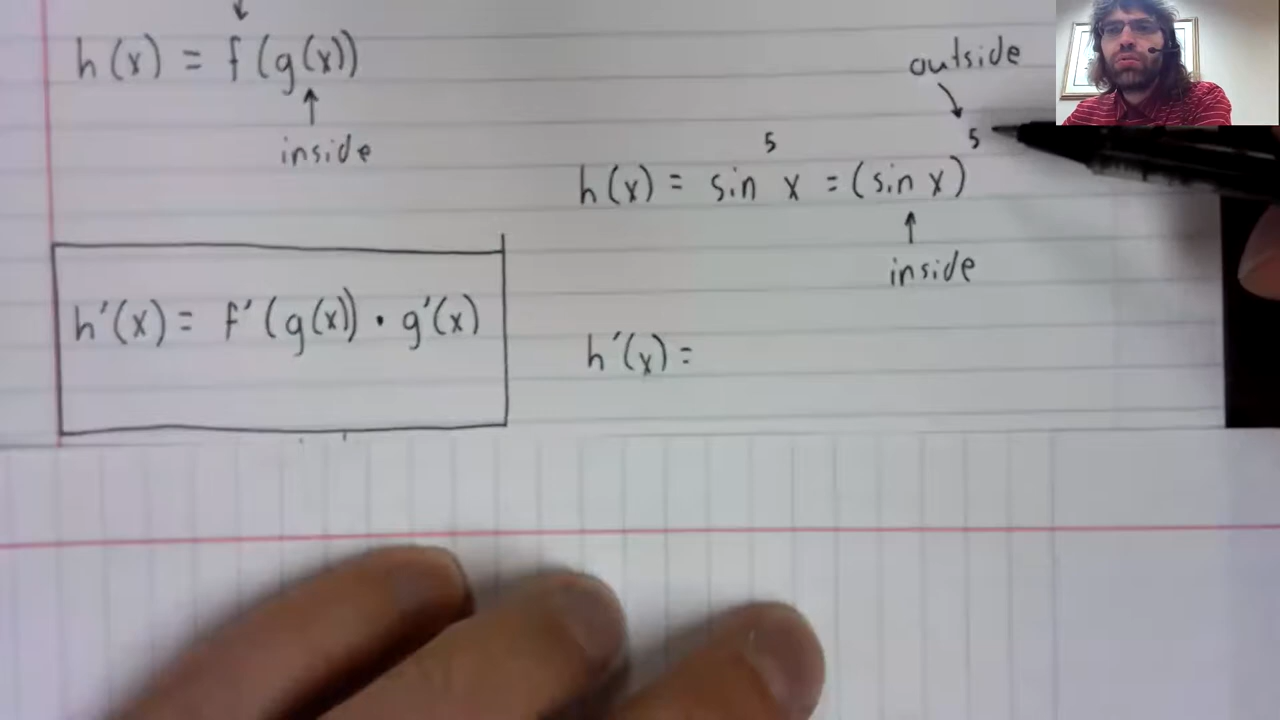 h(x) = f(g(x))
inside
h'(x) = f'(g(x)) · g'(x)
outside
h(x) = sin⁵ x = (sin x)⁵
inside
h'(x) =